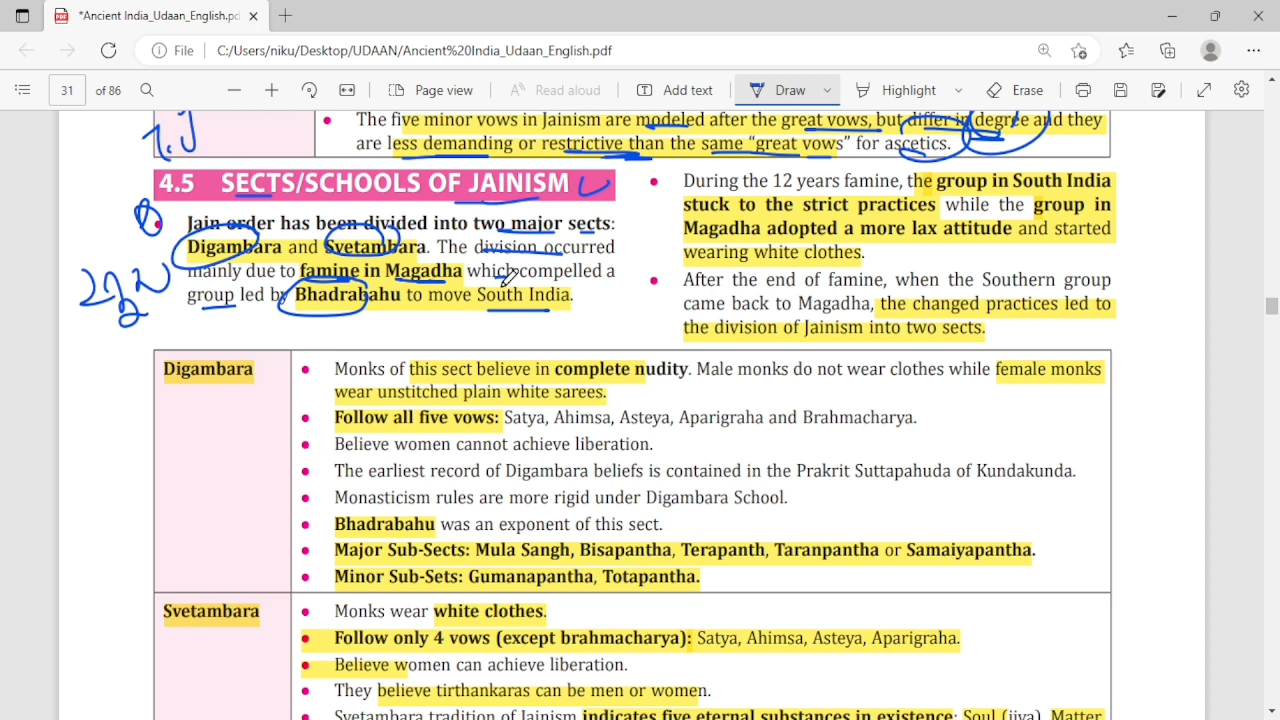 *Ancient India_Udaan_English.pd
File
C:/Users/niku/Desktop/UDAAN/Ancient%20India_Udaan_English.pdf
31 of 86
Page view
Read aloud
Add text
Draw
Highlight
Erase
• The five minor vows in Jainism are modeled after the great vows, but differ in degree and they
are less demanding or restrictive than the same “great vows” for ascetics.
4.5 SECTS/SCHOOLS OF JAINISM
• Jain order has been divided into two major sects:
Digambara and Svetambara. The division occurred
mainly due to famine in Magadha which compelled a
group led by Bhadrabahu to move South India.
• During the 12 years famine, the group in South India
stuck to the strict practices while the group in
Magadha adopted a more lax attitude and started
wearing white clothes.
• After the end of famine, when the Southern group
came back to Magadha, the changed practices led to
the division of Jainism into two sects.
Digambara
• Monks of this sect believe in complete nudity. Male monks do not wear clothes while female monks
wear unstitched plain white sarees.
• Follow all five vows: Satya, Ahimsa, Asteya, Aparigraha and Brahmacharya.
• Believe women cannot achieve liberation.
• The earliest record of Digambara beliefs is contained in the Prakrit Suttapahuda of Kundakunda.
• Monasticism rules are more rigid under Digambara School.
• Bhadrabahu was an exponent of this sect.
• Major Sub-Sects: Mula Sangh, Bisapantha, Terapanth, Taranpantha or Samaiyapantha.
• Minor Sub-Sets: Gumanapantha, Totapantha.
Svetambara
• Monks wear white clothes.
• Follow only 4 vows (except brahmacharya): Satya, Ahimsa, Asteya, Aparigraha.
• Believe women can achieve liberation.
• They believe tirthankaras can be men or women.
• Svetambara tradition of Jainism indicates five eternal substances in existence: Soul (jiva), Matter